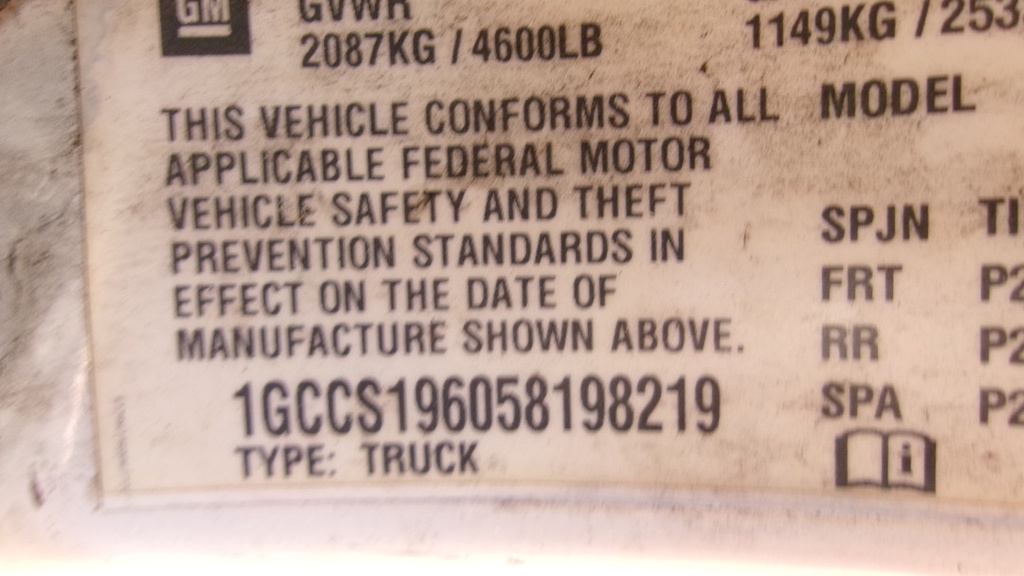 GM GVWR
2087KG / 4600LB 1149KG / 253
THIS VEHICLE CONFORMS TO ALL MODEL
APPLICABLE FEDERAL MOTOR
VEHICLE SAFETY AND THEFT SPJN TI
PREVENTION STANDARDS IN
EFFECT ON THE DATE OF FRT P2
MANUFACTURE SHOWN ABOVE. RR P2
1GCCS196058198219 SPA P2
TYPE: TRUCK i